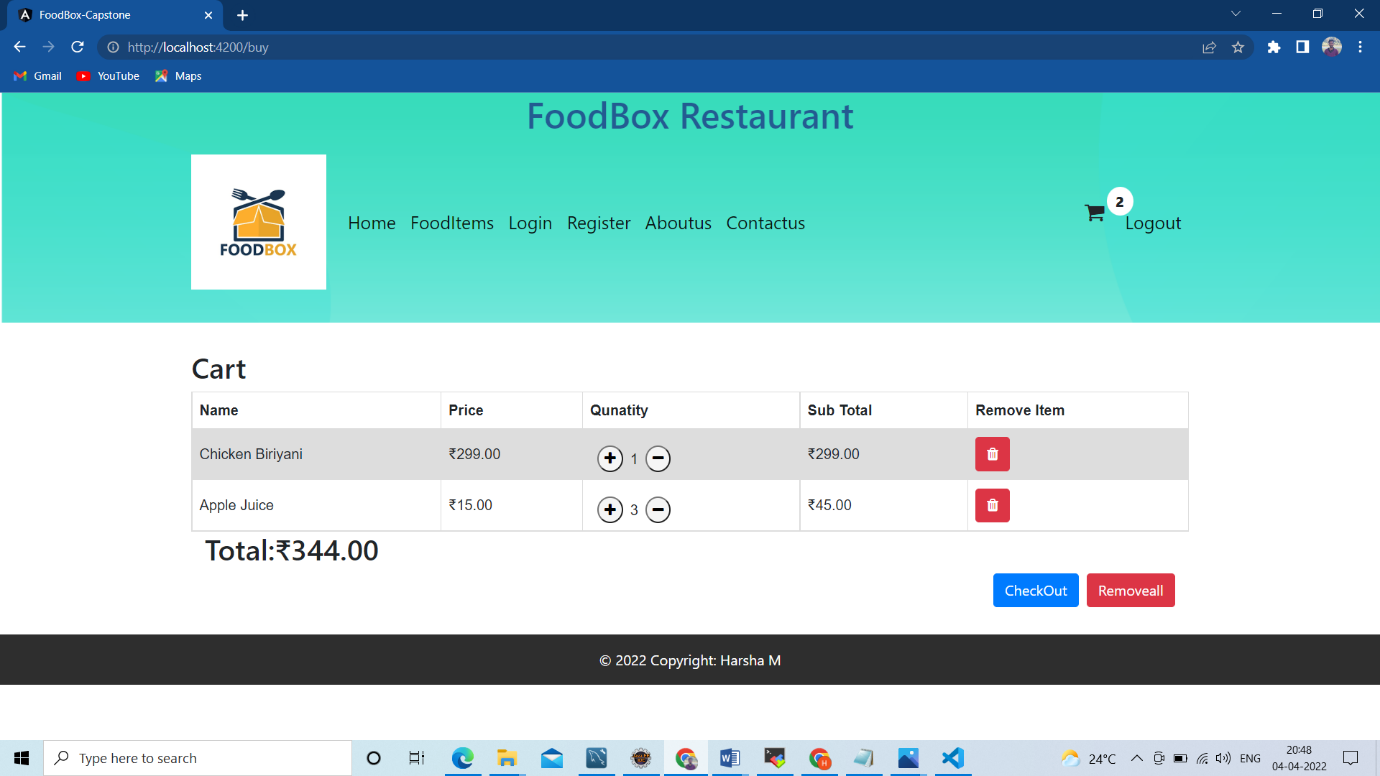 FoodBox-Capstone
http://localhost:4200/buy
Gmail YouTube Maps
FoodBox Restaurant
FOODBOX
Home FoodItems Login Register Aboutus Contactus
2
Logout
Cart
Name Price Qunatity Sub Total Remove Item
Chicken Biriyani ₹299.00 1 ₹299.00
Apple Juice ₹15.00 3 ₹45.00
Total:₹344.00
CheckOut Removeall
© 2022 Copyright: Harsha M
Type here to search
24°C
ENG
20:48
04-04-2022